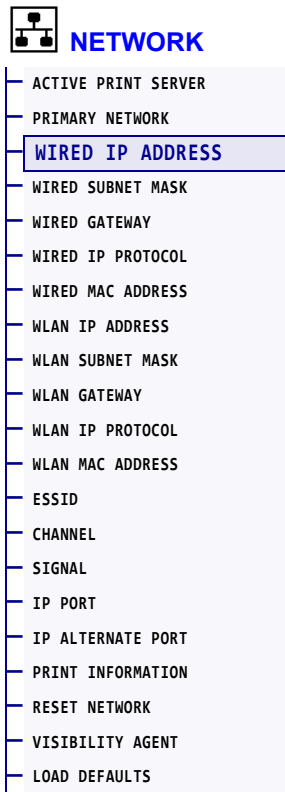 NETWORK
ACTIVE PRINT SERVER
PRIMARY NETWORK
WIRED IP ADDRESS
WIRED SUBNET MASK
WIRED GATEWAY
WIRED IP PROTOCOL
WIRED MAC ADDRESS
WLAN IP ADDRESS
WLAN SUBNET MASK
WLAN GATEWAY
WLAN IP PROTOCOL
WLAN MAC ADDRESS
ESSID
CHANNEL
SIGNAL
IP PORT
IP ALTERNATE PORT
PRINT INFORMATION
RESET NETWORK
VISIBILITY AGENT
LOAD DEFAULTS